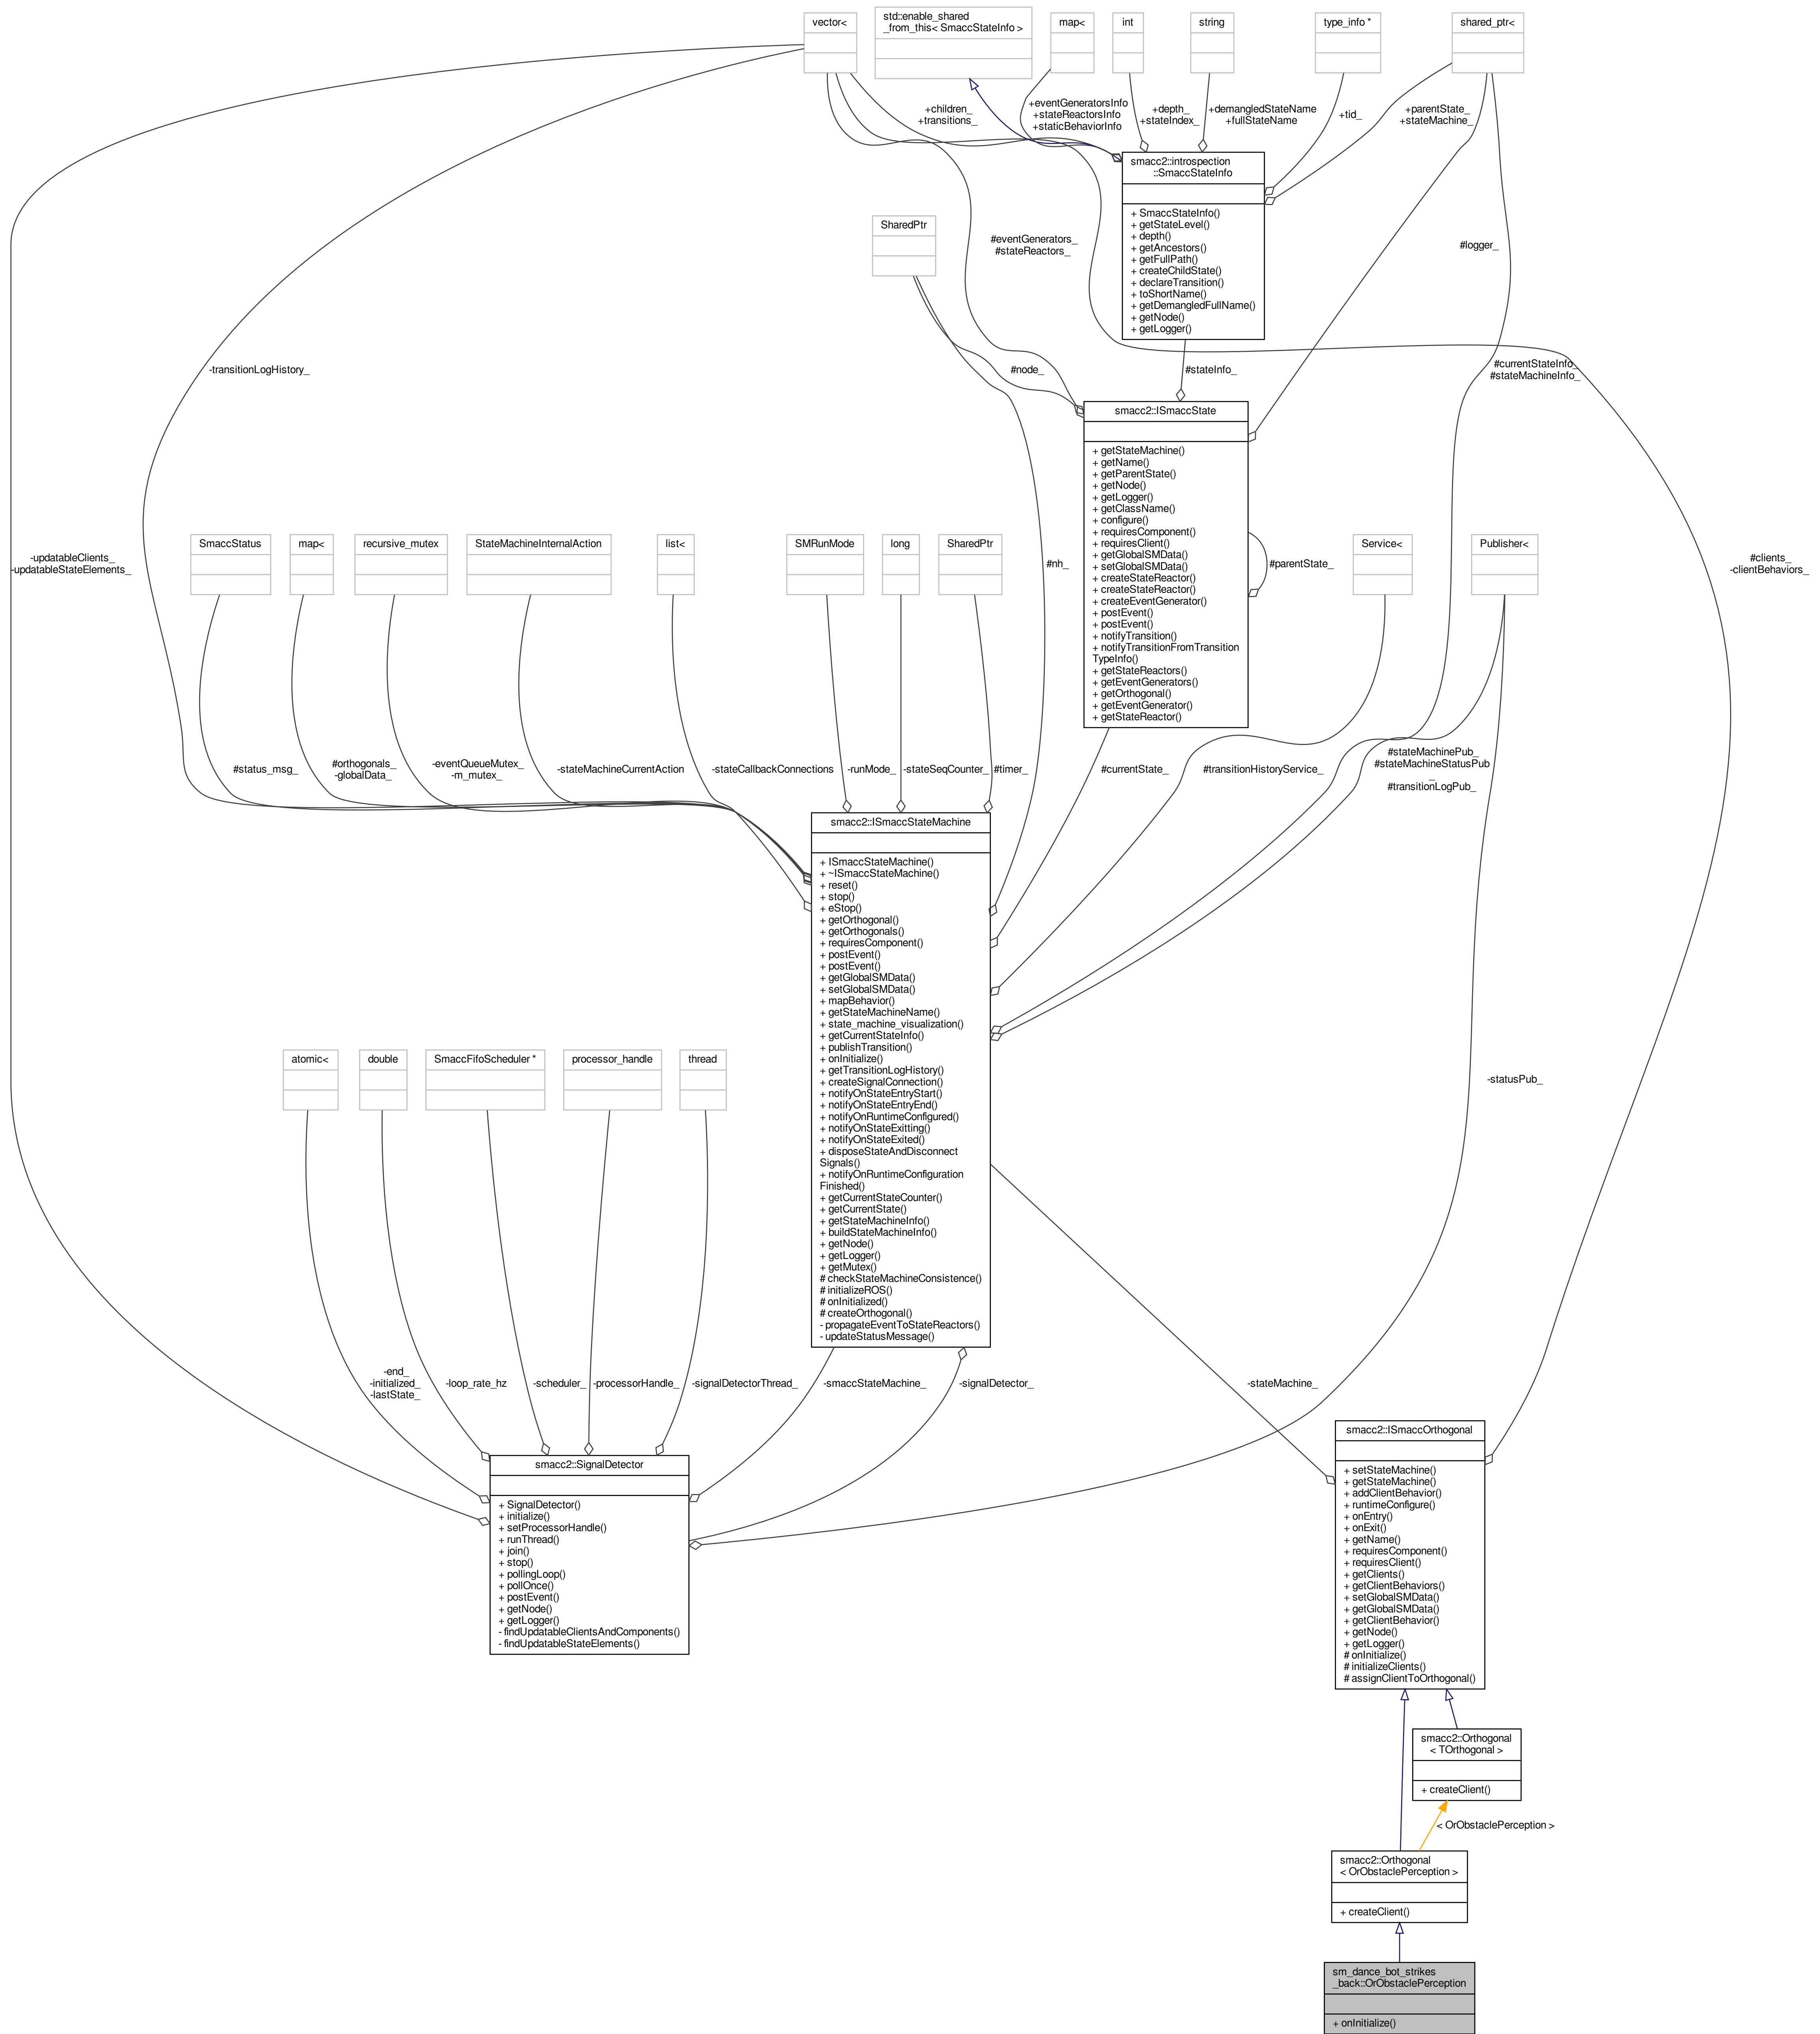 vector<
std::enable_shared
_from_this< SmaccStateInfo >
map<
int
string
type_info *
shared_ptr<
+children_
+transitions_
+eventGeneratorsInfo
+stateReactorsInfo
+staticBehaviorInfo
+depth_
+stateIndex_
+demangledStateName
+fullStateName
+tid_
+parentState_
+stateMachine_
smacc2::introspection
::SmaccStateInfo
+ SmaccStateInfo()
+ getStateLevel()
+ depth()
+ getAncestors()
+ getFullPath()
+ createChildState()
+ declareTransition()
+ toShortName()
+ getDemangledFullName()
+ getNode()
+ getLogger()
SharedPtr
#eventGenerators_
#stateReactors_
#logger_
-transitionLogHistory_
#node_
#stateInfo_
#currentStateInfo_
#stateMachineInfo_
smacc2::ISmaccState
+ getStateMachine()
+ getName()
+ getParentState()
+ getNode()
+ getLogger()
+ getClassName()
+ configure()
+ requiresComponent()
+ requiresClient()
+ getGlobalSMData()
+ setGlobalSMData()
+ createStateReactor()
+ createStateReactor()
+ createEventGenerator()
+ postEvent()
+ postEvent()
+ notifyTransition()
+ notifyTransitionFromTransition
TypeInfo()
+ getStateReactors()
+ getEventGenerators()
+ getOrthogonal()
+ getEventGenerator()
+ getStateReactor()
-updatableClients_
-updatableStateElements_
SmaccStatus
map<
recursive_mutex
StateMachineInternalAction
list<
SMRunMode
long
SharedPtr
#nh_
#parentState_
Service<
Publisher<
#clients_
-clientBehaviors_
#status_msg_
#orthogonals_
-globalData_
-eventQueueMutex_
-m_mutex_
-stateMachineCurrentAction
-stateCallbackConnections
-runMode_
-stateSeqCounter_
#timer_
#currentState_
#transitionHistoryService_
#stateMachinePub_
#stateMachineStatusPub
_
#transitionLogPub_
smacc2::ISmaccStateMachine
+ ISmaccStateMachine()
+ ~ISmaccStateMachine()
+ reset()
+ stop()
+ eStop()
+ getOrthogonal()
+ getOrthogonals()
+ requiresComponent()
+ postEvent()
+ postEvent()
+ getGlobalSMData()
+ setGlobalSMData()
+ mapBehavior()
+ getStateMachineName()
+ state_machine_visualization()
+ getCurrentStateInfo()
+ publishTransition()
+ onInitialize()
+ getTransitionLogHistory()
+ createSignalConnection()
+ notifyOnStateEntryStart()
+ notifyOnStateEntryEnd()
+ notifyOnRuntimeConfigured()
+ notifyOnStateExitting()
+ notifyOnStateExited()
+ disposeStateAndDisconnect
Signals()
+ notifyOnRuntimeConfiguration
Finished()
+ getCurrentStateCounter()
+ getCurrentState()
+ getStateMachineInfo()
+ buildStateMachineInfo()
+ getNode()
+ getLogger()
+ getMutex()
# checkStateMachineConsistence()
# initializeROS()
# onInitialized()
# createOrthogonal()
- propagateEventToStateReactors()
- updateStatusMessage()
atomic<
double
SmaccFifoScheduler *
processor_handle
thread
-statusPub_
-end_
-initialized_
-lastState_
-loop_rate_hz
-scheduler_
-processorHandle_
-signalDetectorThread_
-smaccStateMachine_
-signalDetector_
-stateMachine_
smacc2::SignalDetector
+ SignalDetector()
+ initialize()
+ setProcessorHandle()
+ runThread()
+ join()
+ stop()
+ pollingLoop()
+ pollOnce()
+ postEvent()
+ getNode()
+ getLogger()
- findUpdatableClientsAndComponents()
- findUpdatableStateElements()
smacc2::ISmaccOrthogonal
+ setStateMachine()
+ getStateMachine()
+ addClientBehavior()
+ runtimeConfigure()
+ onEntry()
+ onExit()
+ getName()
+ requiresComponent()
+ requiresClient()
+ getClients()
+ getClientBehaviors()
+ setGlobalSMData()
+ getGlobalSMData()
+ getClientBehavior()
+ getNode()
+ getLogger()
# onInitialize()
# initializeClients()
# assignClientToOrthogonal()
smacc2::Orthogonal
< TOrthogonal >
+ createClient()
< OrObstaclePerception >
smacc2::Orthogonal
< OrObstaclePerception >
+ createClient()
sm_dance_bot_strikes
_back::OrObstaclePerception
+ onInitialize()